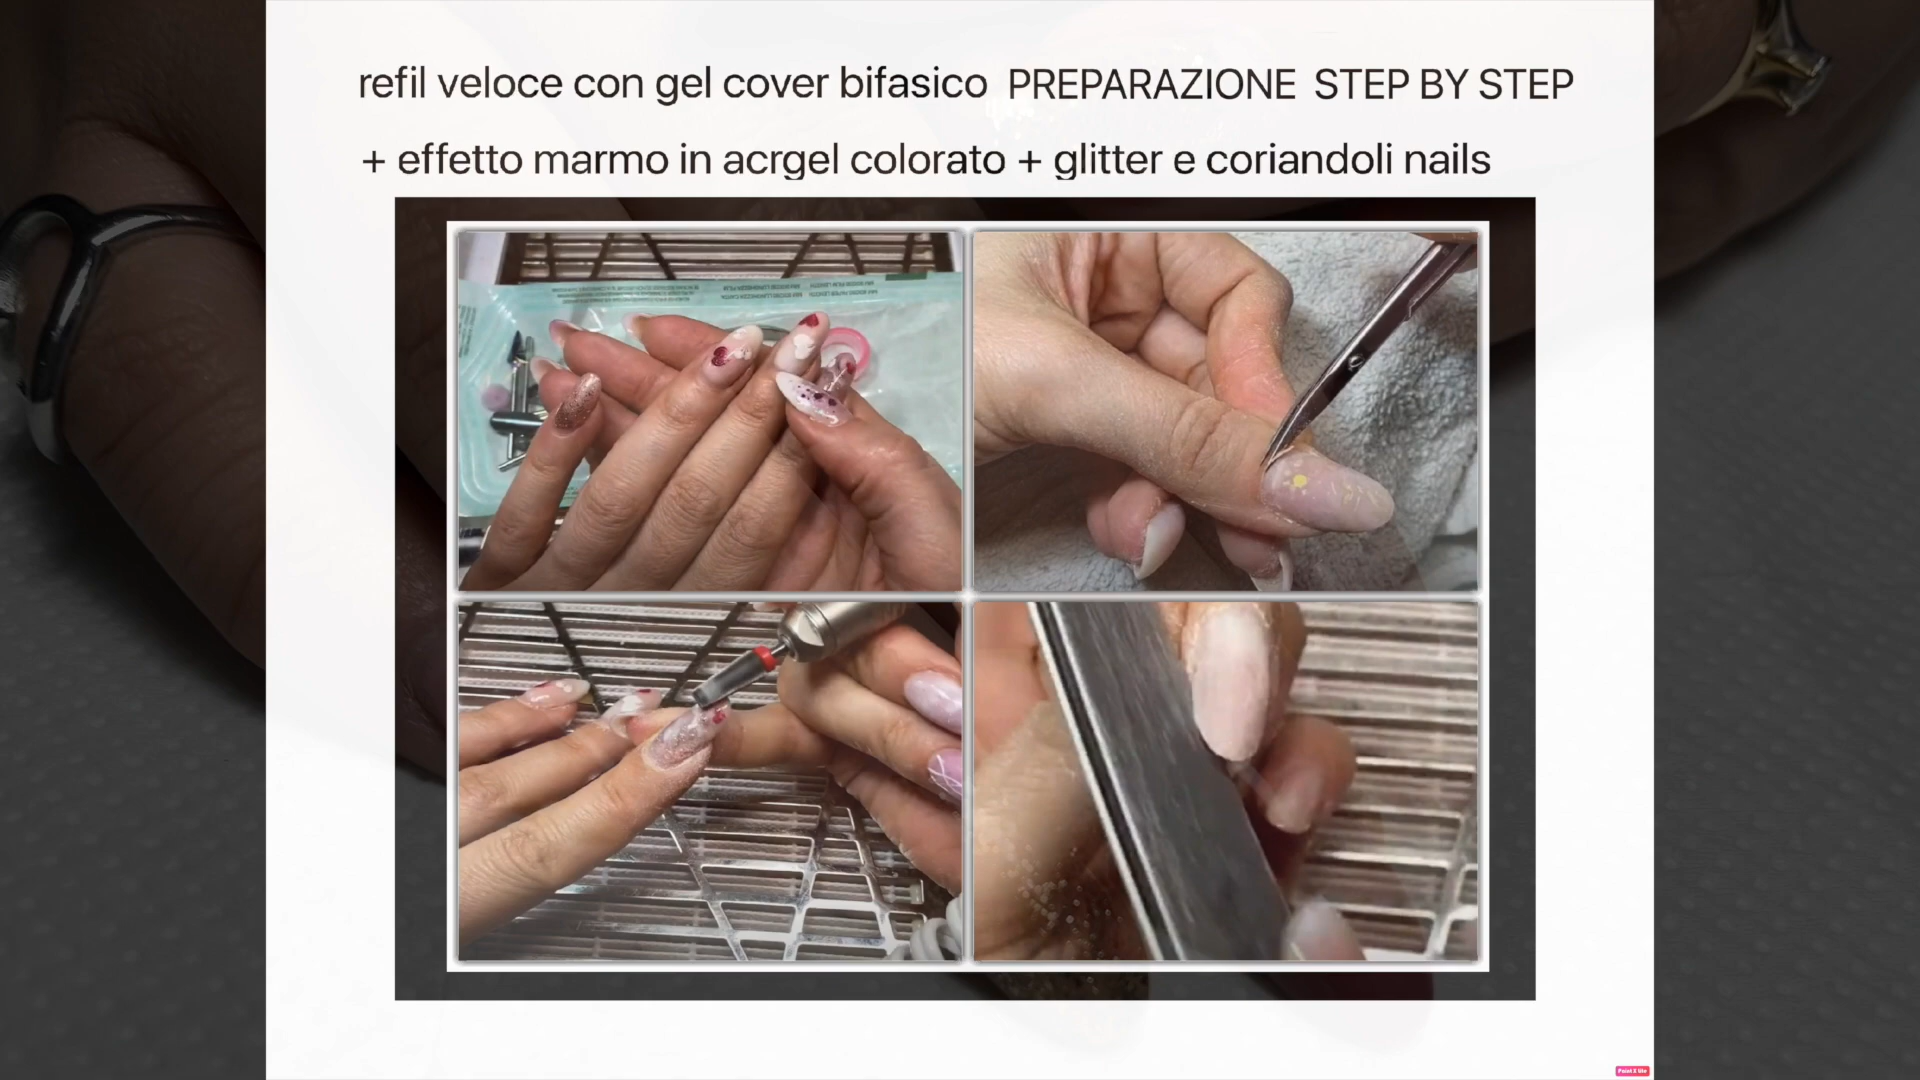 refil veloce con gel cover bifasico PREPARAZIONE STEP BY STEP
+ effetto marmo in acrgel colorato + glitter e coriandoli nails